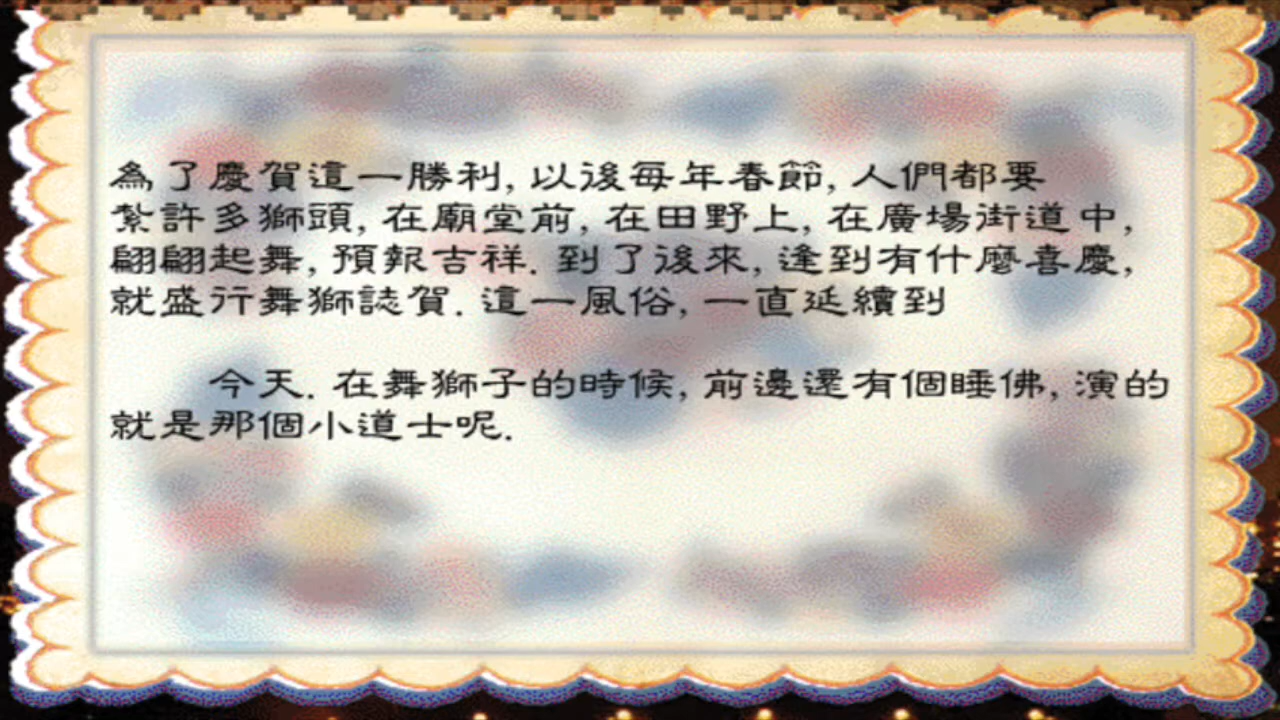 為了慶賀這一勝利,以後每年春節,人們都要
紮許多獅頭,在廟堂前,在田野上,在廣場街道中,
翩翩起舞,預報吉祥.到了後來,逢到有什麼喜慶,
就盛行舞獅誌賀.這一風俗,一直延續到
今天.在舞獅子的時候,前邊還有個睡佛,演的
就是那個小道士呢.